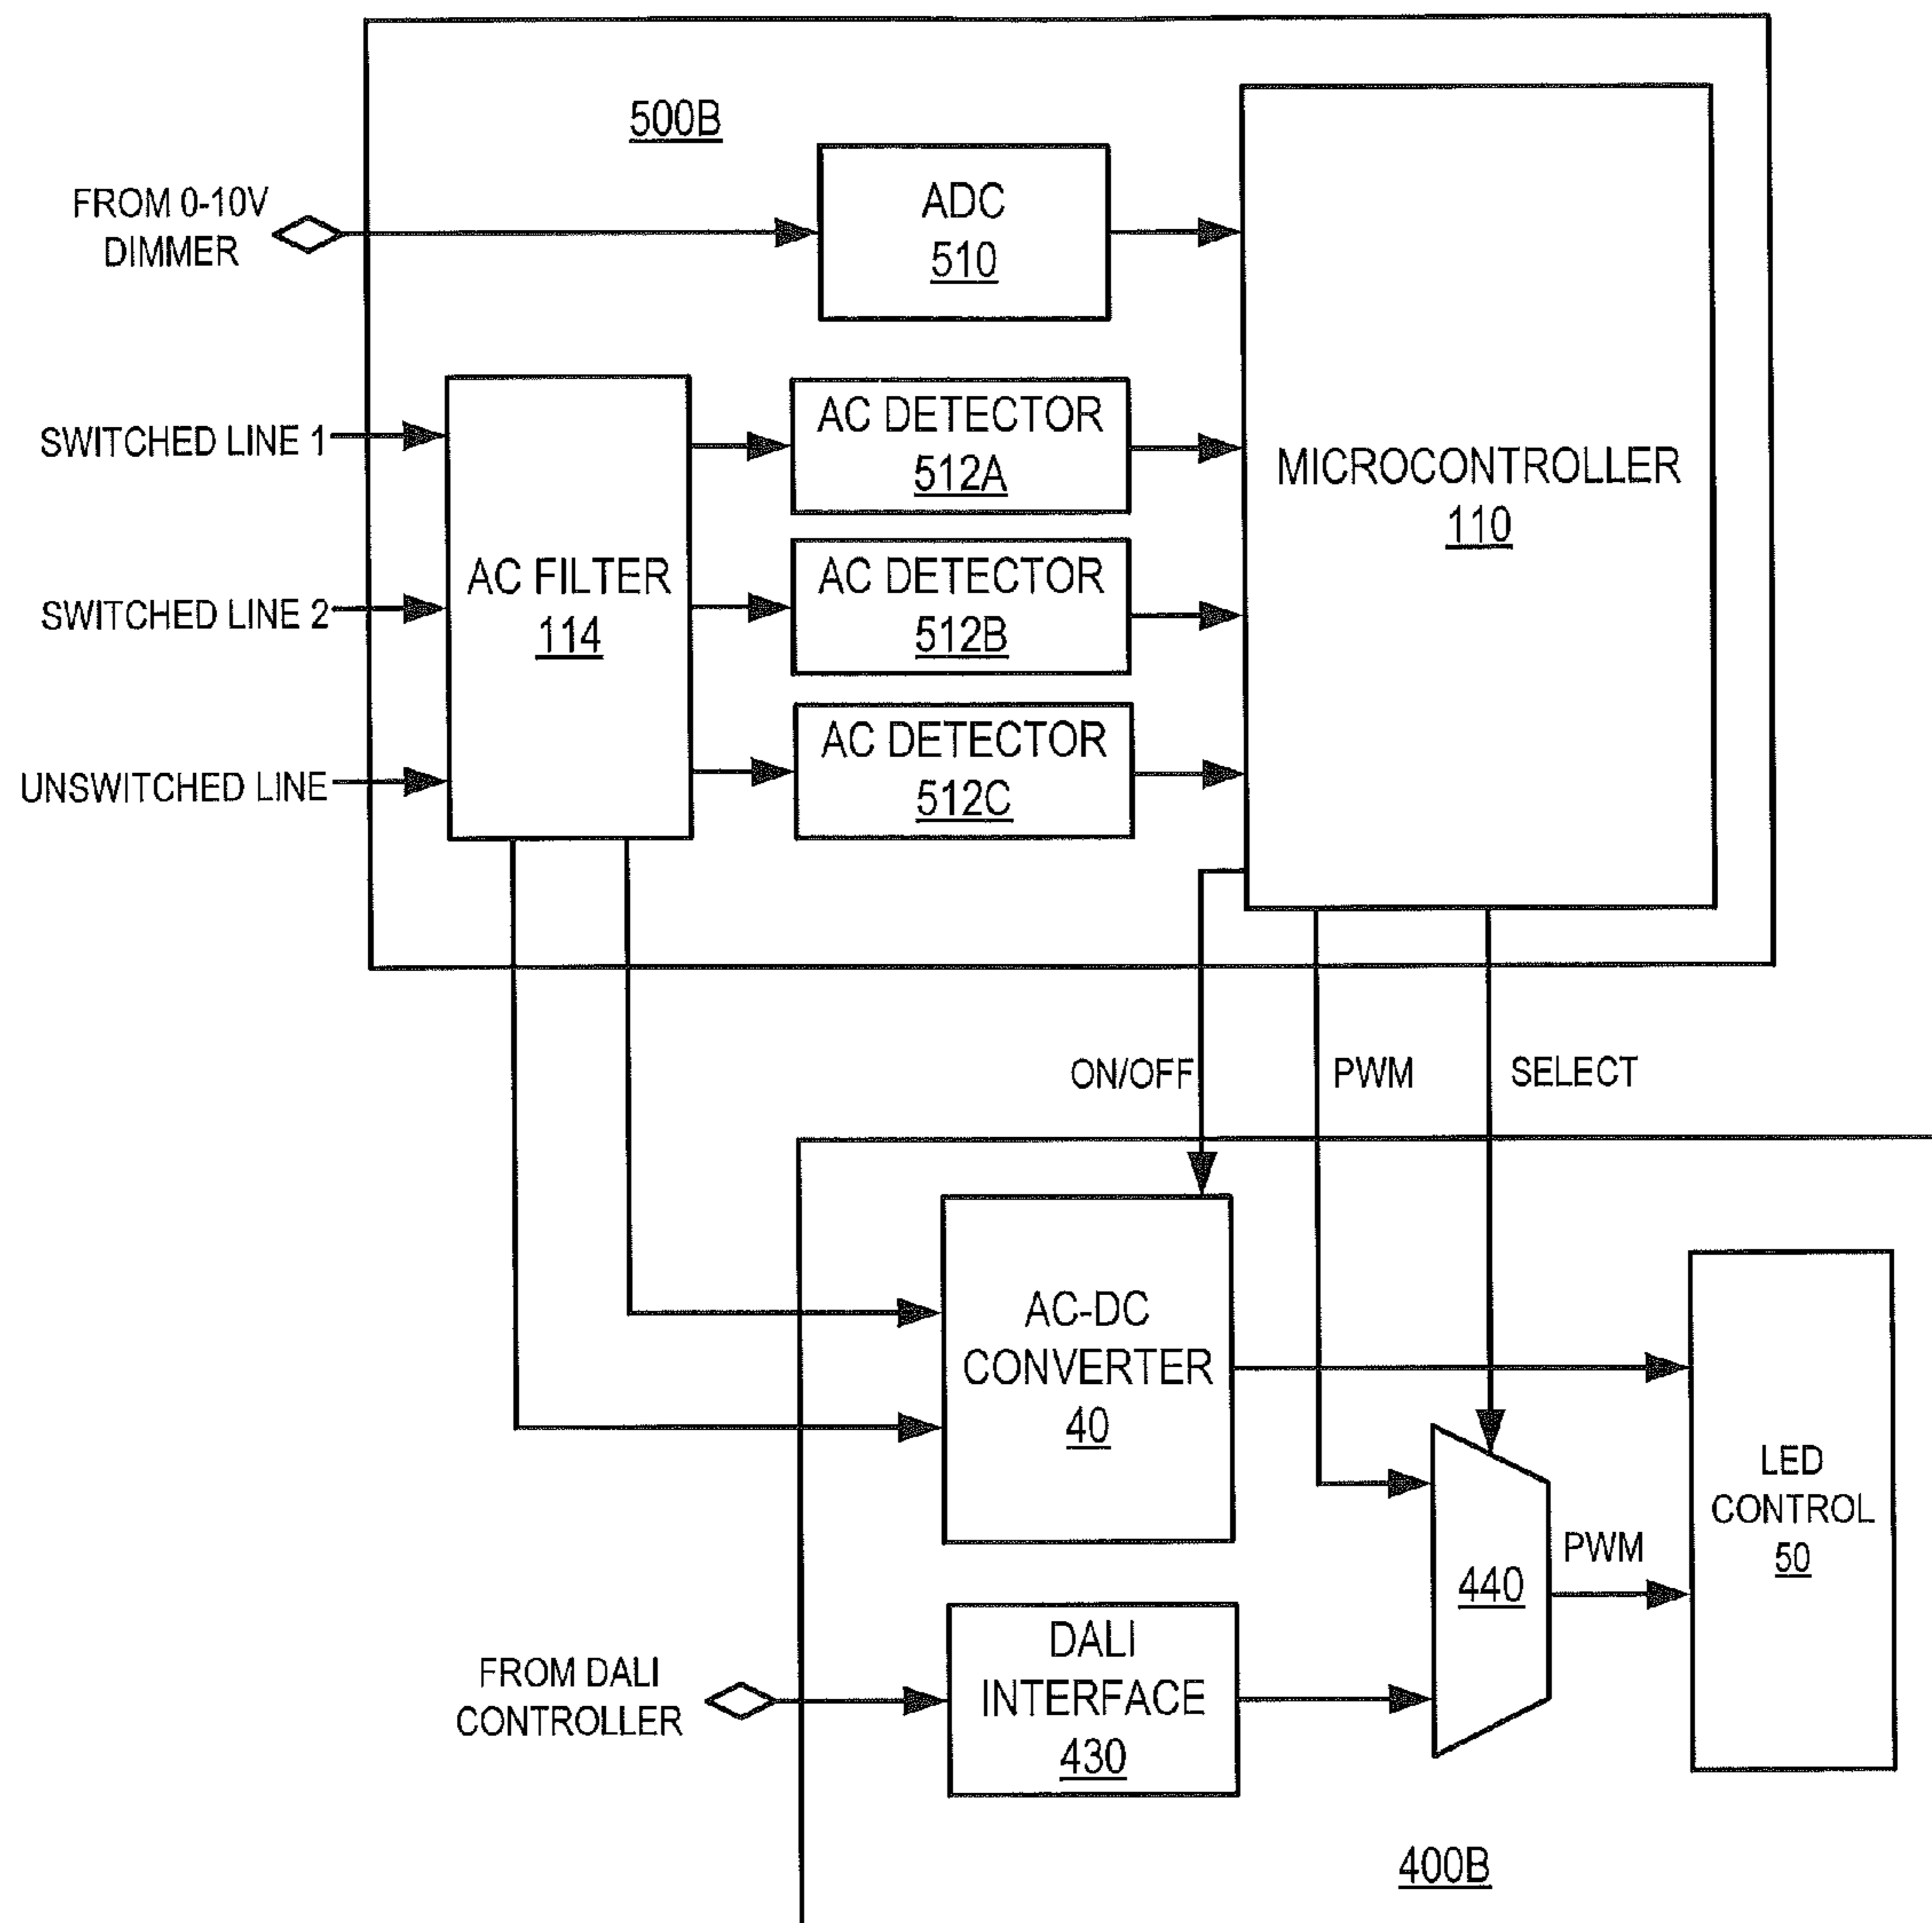 500B
FROM 0-10V
DIMMER
ADC
510
SWITCHED LINE 1
SWITCHED LINE 2
UNSWITCHED LINE
AC FILTER
114
AC DETECTOR
512A
AC DETECTOR
512B
AC DETECTOR
512C
MICROCONTROLLER
110
ON/OFF
PWM
SELECT
AC-DC
CONVERTER
40
LED
CONTROL
50
PWM
440
FROM DALI
CONTROLLER
DALI
INTERFACE
430
400B